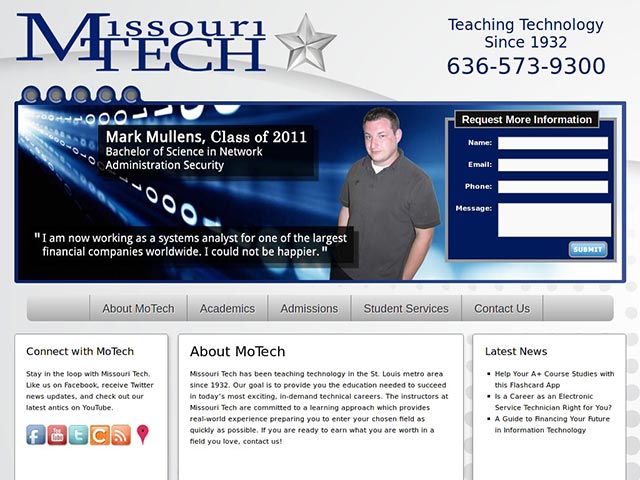 Missouri
TECH
Teaching Technology
Since 1932
636-573-9300
Mark Mullens, Class of 2011
Bachelor of Science in Network
Administration Security
"I am now working as a systems analyst for one of the largest
financial companies worldwide. I could not be happier."
Request More Information
Name:
Email:
Phone:
Message:
SUBMIT
About MoTech
Academics
Admissions
Student Services
Contact Us
Connect with MoTech
Stay in the loop with Missouri Tech.
Like us on Facebook, receive Twitter
news updates, and check out our
latest antics on YouTube.
About MoTech
Missouri Tech has been teaching technology in the St. Louis metro area
since 1932. Our goal is to provide you the education needed to succeed
in today's most exciting, in-demand technical careers. The instructors at
Missouri Tech are committed to a learning approach which provides
real-world experience preparing you to enter your chosen field as
quickly as possible. If you are ready to earn what you are worth in a
field you love, contact us!
Latest News
Help Your A+ Course Studies with
this Flashcard App
Is a Career as an Electronic
Service Technician Right for You?
A Guide to Financing Your Future
in Information Technology